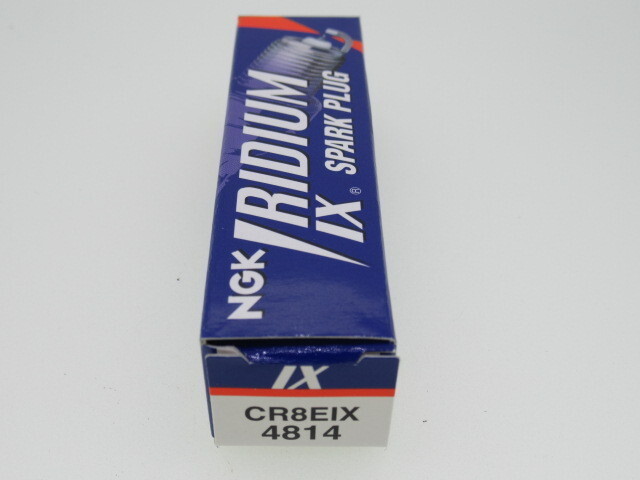 NGK
IRIDIUM
IX® SPARK PLUG
IX
CR8EIX
4814